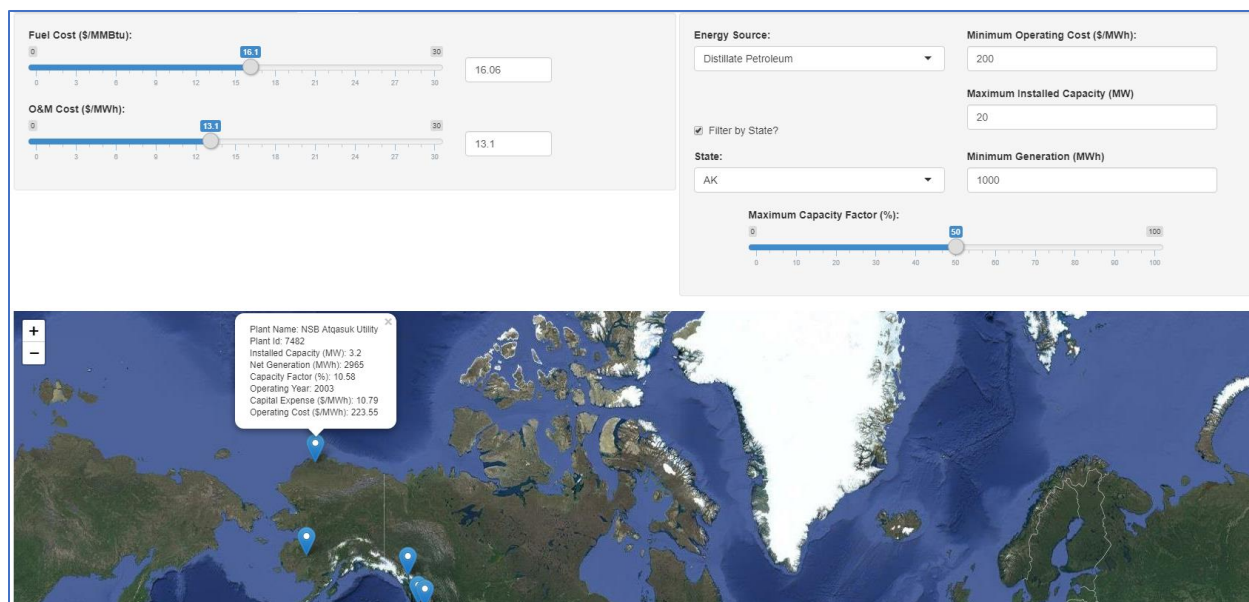 Fuel Cost ($/MMBtu):
0 16.1 30
16.06
0 3 6 9 12 15 18 21 24 27 30
O&M Cost ($/MWh):
0 13.1 30
13.1
0 3 6 9 12 15 18 21 24 27 30
Energy Source:
Distillate Petroleum
Filter by State?
State:
AK
Minimum Operating Cost ($/MWh):
200
Maximum Installed Capacity (MW)
20
Minimum Generation (MWh)
1000
Maximum Capacity Factor (%):
0 50 100
0 10 20 30 40 50 60 70 80 90 100
+
−
×
Plant Name: NSB Atqasuk Utility
Plant Id: 7482
Installed Capacity (MW): 3.2
Net Generation (MWh): 2965
Capacity Factor (%): 10.58
Operating Year: 2003
Capital Expense ($/MWh): 10.79
Operating Cost ($/MWh): 223.55